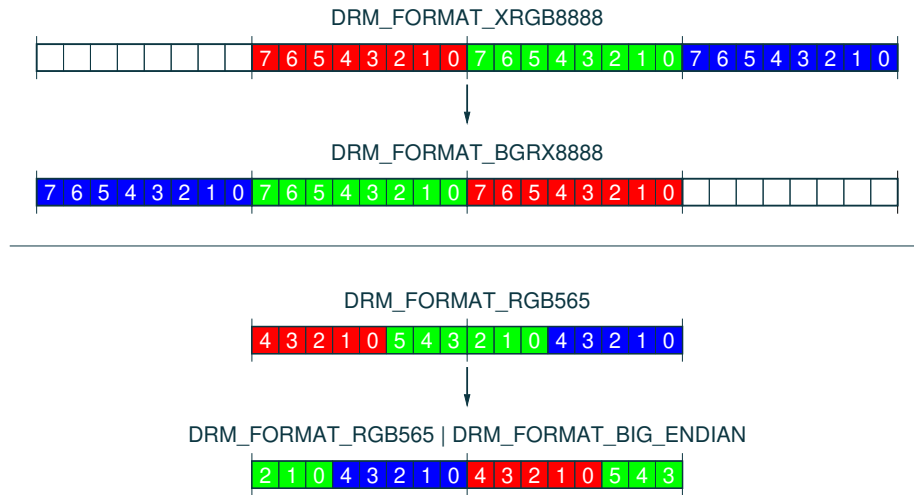 DRM_FORMAT_XRGB8888
7 6 5 4 3 2 1 0 7 6 5 4 3 2 1 0 7 6 5 4 3 2 1 0
DRM_FORMAT_BGRX8888
7 6 5 4 3 2 1 0 7 6 5 4 3 2 1 0 7 6 5 4 3 2 1 0
DRM_FORMAT_RGB565
4 3 2 1 0 5 4 3 2 1 0 4 3 2 1 0
DRM_FORMAT_RGB565 | DRM_FORMAT_BIG_ENDIAN
2 1 0 4 3 2 1 0 4 3 2 1 0 5 4 3